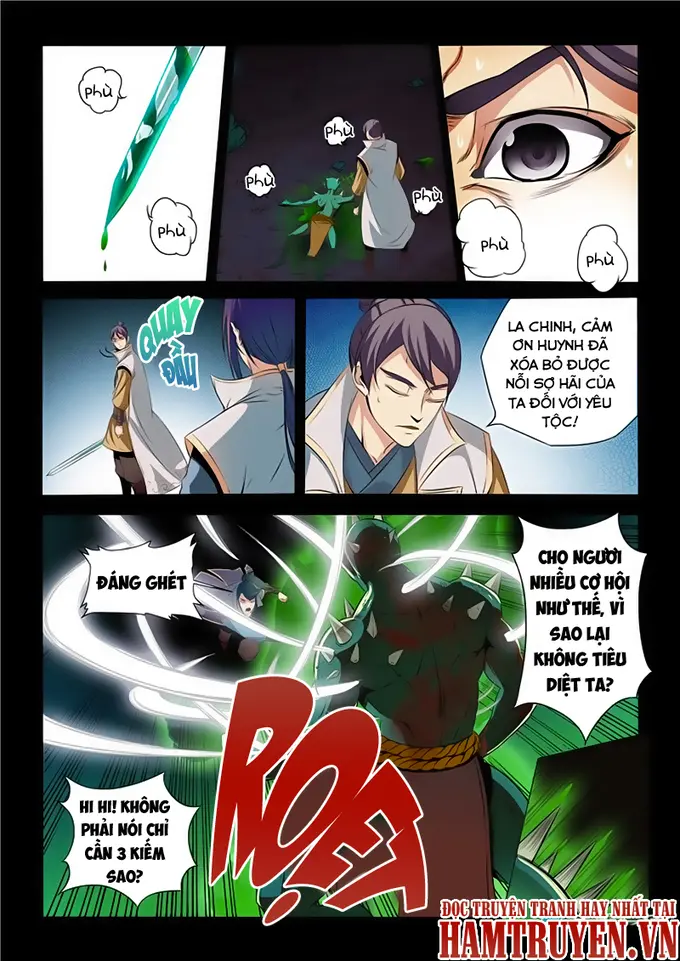 phù
phù
phù
phù
phù
phù
phù
phù
phù
QUAY
ĐẦU
LA CHINH, CẢM
ƠN HUYNH ĐÃ
XÓA BỎ ĐƯỢC
NỖI SỢ HÃI CỦA
TA ĐỐI VỚI YÊU
TỘC!
ĐÁNG GHÉT
CHO NGƯƠI
NHIỀU CƠ HỘI
NHƯ THẾ, VÌ
SAO LẠI
KHÔNG TIÊU
DIỆT TA?
RỌET
HI HI! KHÔNG
PHẢI NÓI CHỈ
CẦN 3 KIẾM
SAO?
ĐỌC TRUYỆN TRANH HAY NHẤT TẠI
HAMTRUYEN.VN